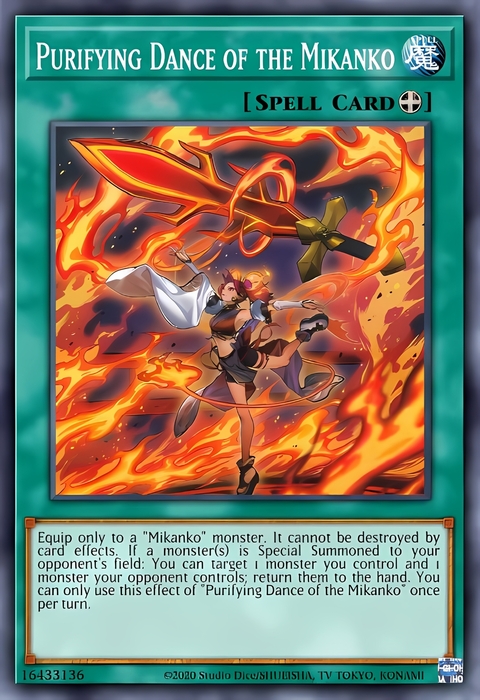 PURIFYING DANCE OF THE MIKANKO 魔
[SPELL CARD]
Equip only to a "Mikanko" monster. It cannot be destroyed by
card effects. If a monster(s) is Special Summoned to your
opponent's field: You can target 1 monster you control and 1
monster your opponent controls; return them to the hand. You
can only use this effect of "Purifying Dance of the Mikanko" once
per turn.
16433136 ©2020 Studio Dice/SHUEISHA, TV TOKYO, KONAMI